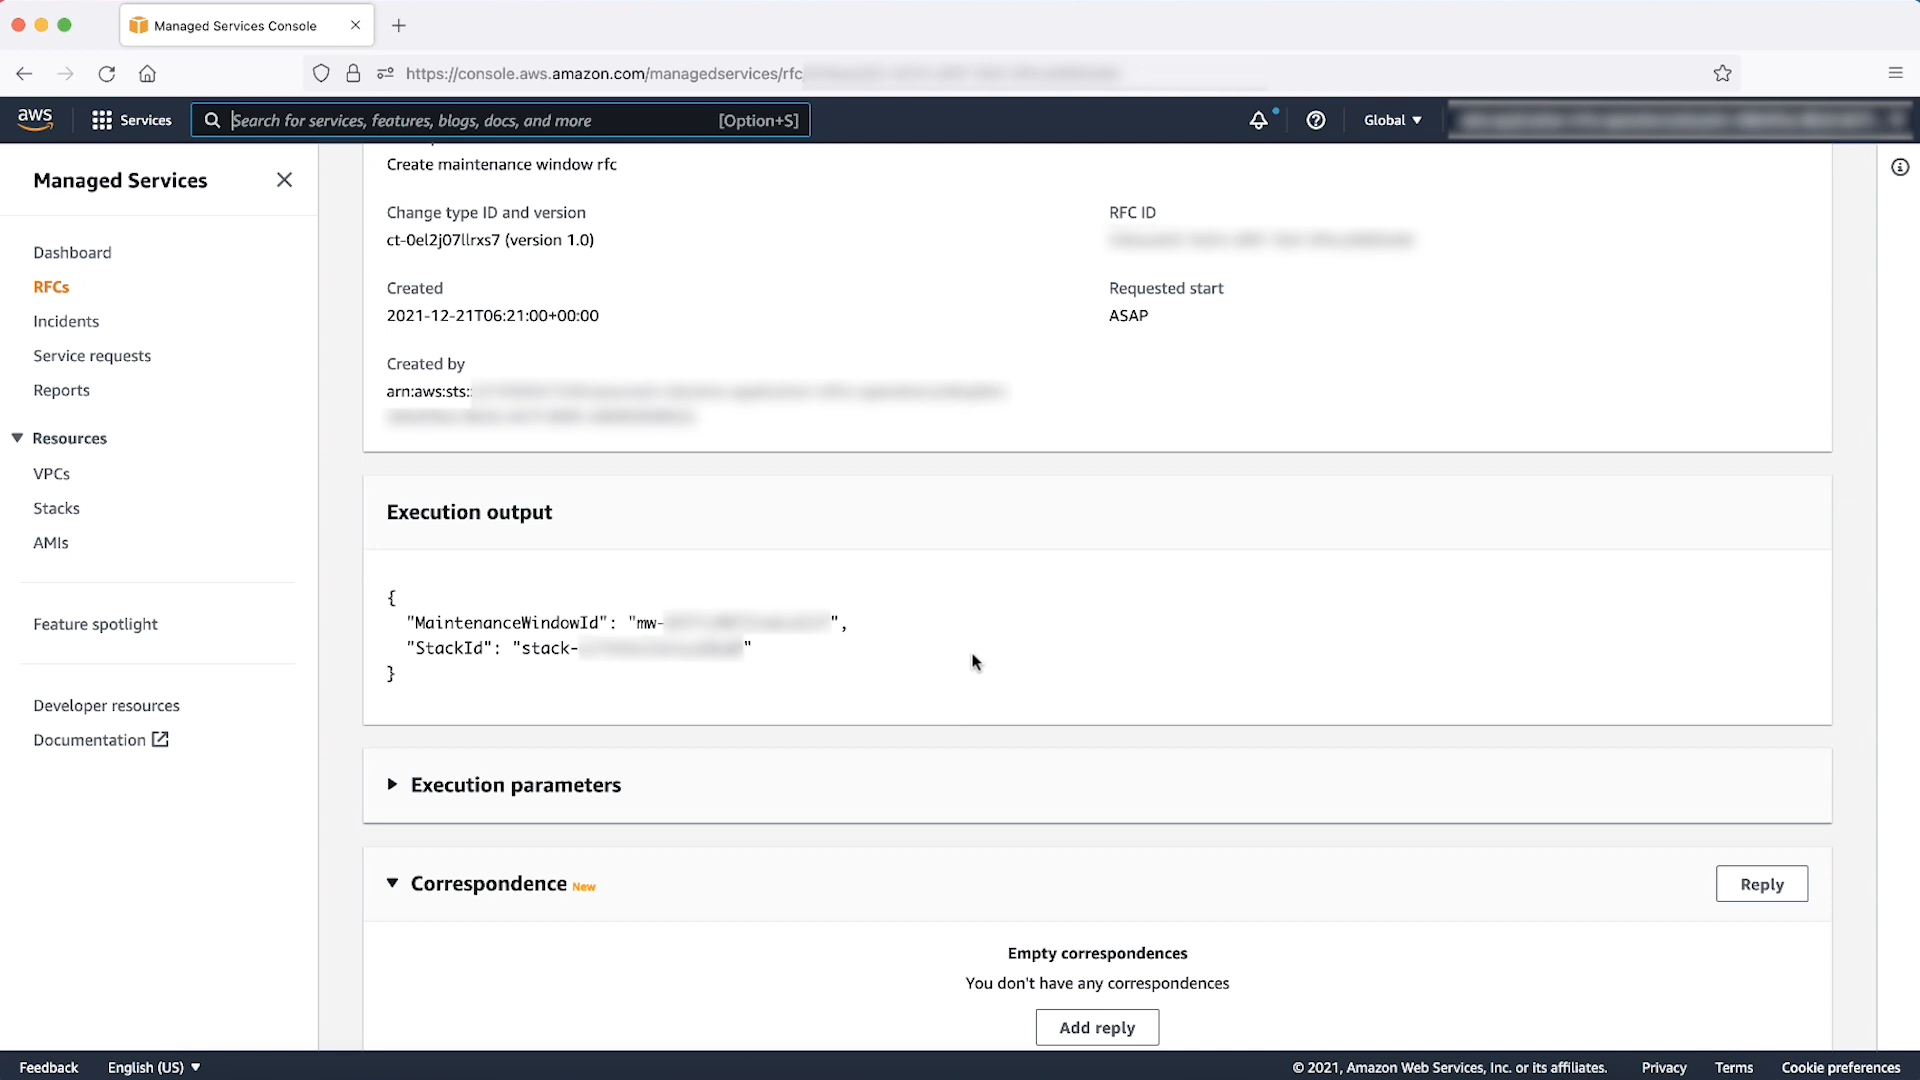 Managed Services Console
https://console.aws.amazon.com/managedservices/rfc
aws
Services
Search for services, features, blogs, docs, and more
[Option+S]
Global
Managed Services
Dashboard
RFCs
Incidents
Service requests
Reports
Resources
VPCs
Stacks
AMIs
Feature spotlight
Developer resources
Documentation
Create maintenance window rfc
Change type ID and version
ct-0el2j07llrxs7 (version 1.0)
RFC ID
Created
2021-12-21T06:21:00+00:00
Requested start
ASAP
Created by
arn:aws:sts:
Execution output
{
"MaintenanceWindowId": "mw-
",
"StackId": "stack-
"
}
Execution parameters
Correspondence New
Reply
Empty correspondences
You don't have any correspondences
Add reply
Feedback
English (US)
© 2021, Amazon Web Services, Inc. or its affiliates.
Privacy
Terms
Cookie preferences